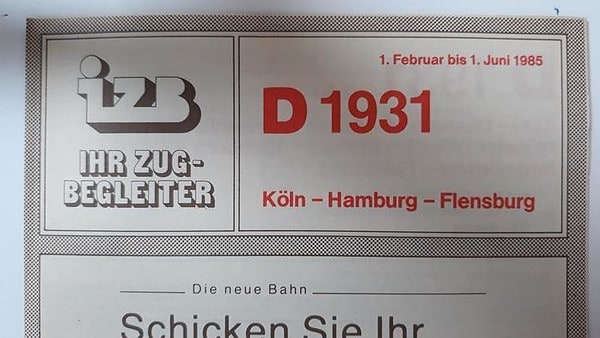 izB
IHR ZUG-
BEGLEITER
1. Februar bis 1. Juni 1985
D 1931
Köln – Hamburg – Flensburg
Die neue Bahn
Schicken Sie Ihr